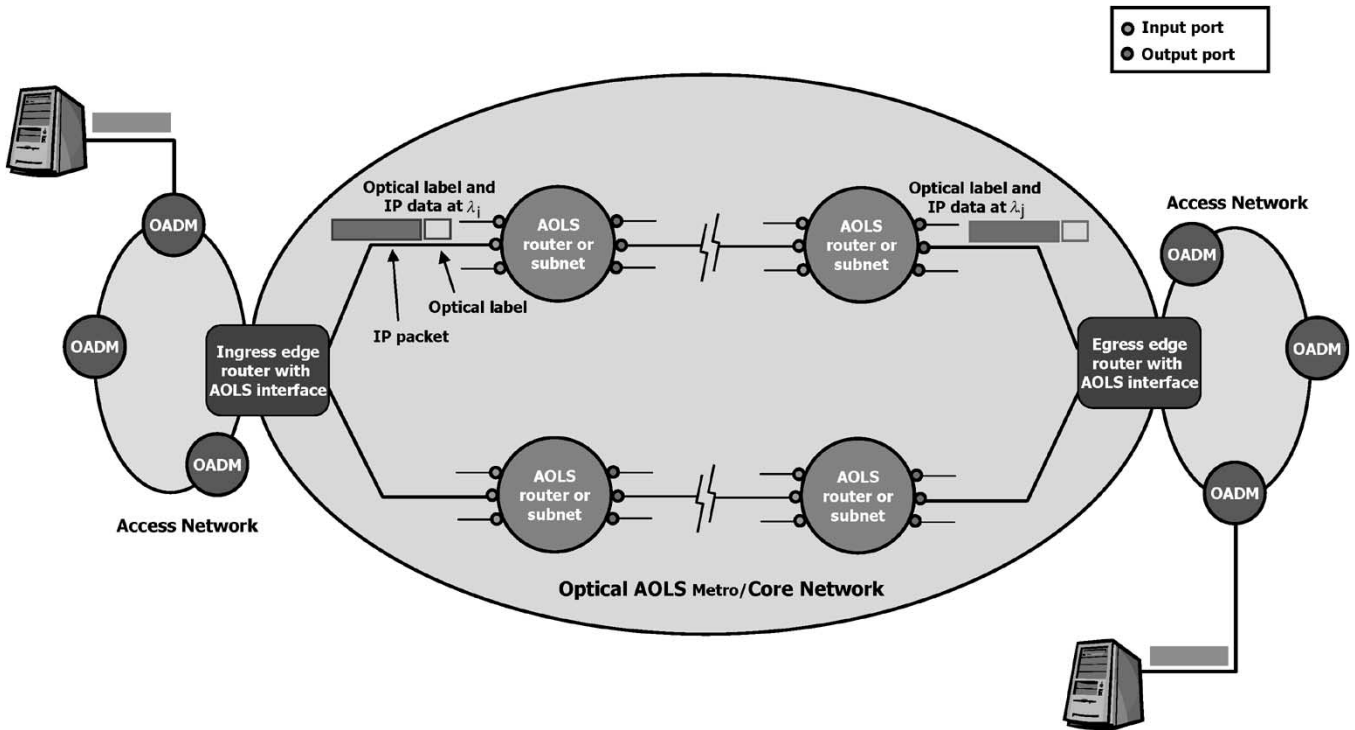 Input port
Output port
Optical label and
IP data at λi
Optical label and
IP data at λj
Access Network
OADM
AOLS
router or
subnet
AOLS
router or
subnet
OADM
Optical label
IP packet
OADM
Ingress edge
router with
AOLS interface
Egress edge
router with
AOLS interface
OADM
OADM
AOLS
router or
subnet
AOLS
router or
subnet
OADM
Access Network
Optical AOLS Metro/Core Network